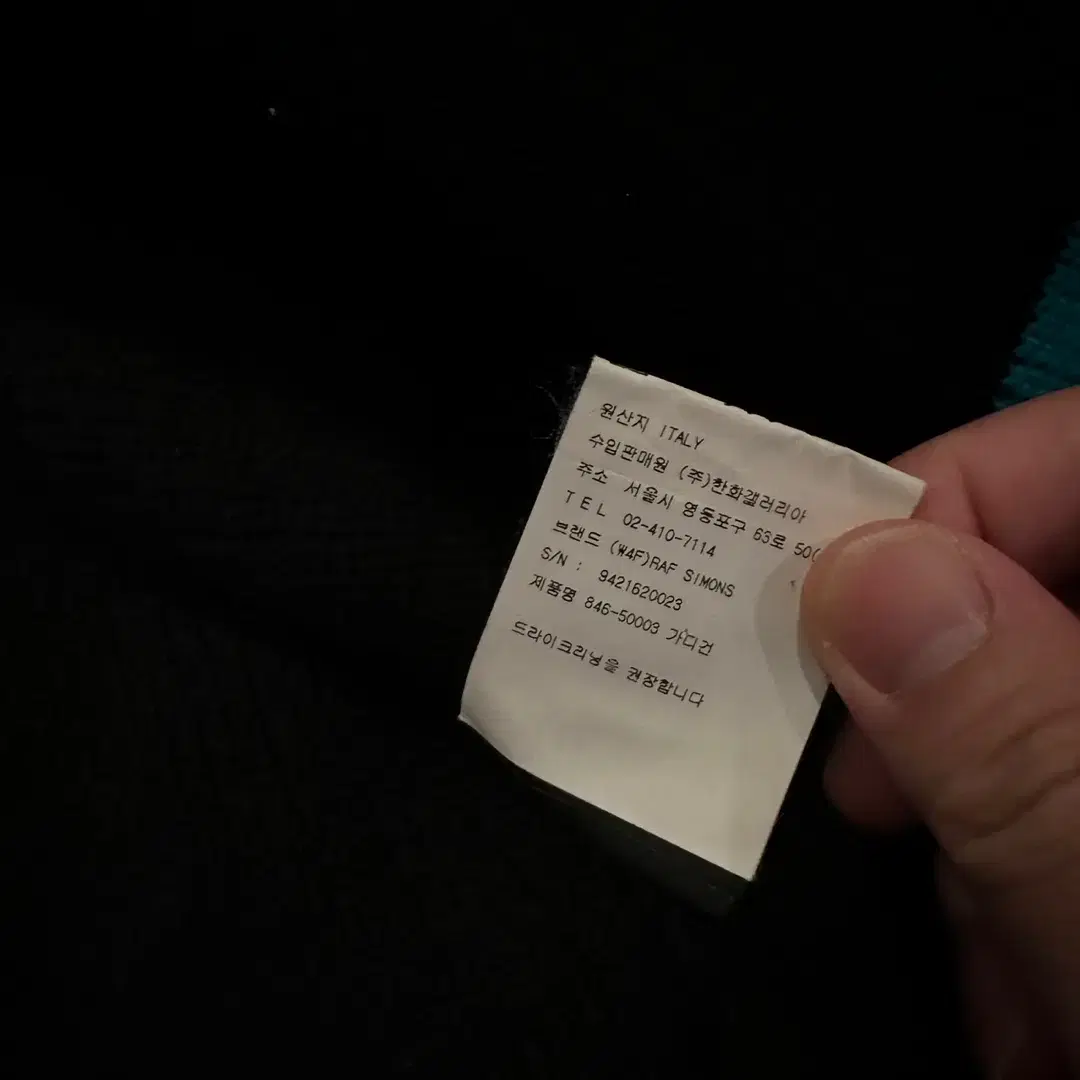 원산지 ITALY
수입판매원 (주)한화갤러리아
주소 서울시 영등포구 63로 50(
TEL 02-410-7114
브랜드 (W4F)RAF SIMONS
S/N : 9421620023
제품명 846-50003 가디건
드라이크리닝을 권장합니다